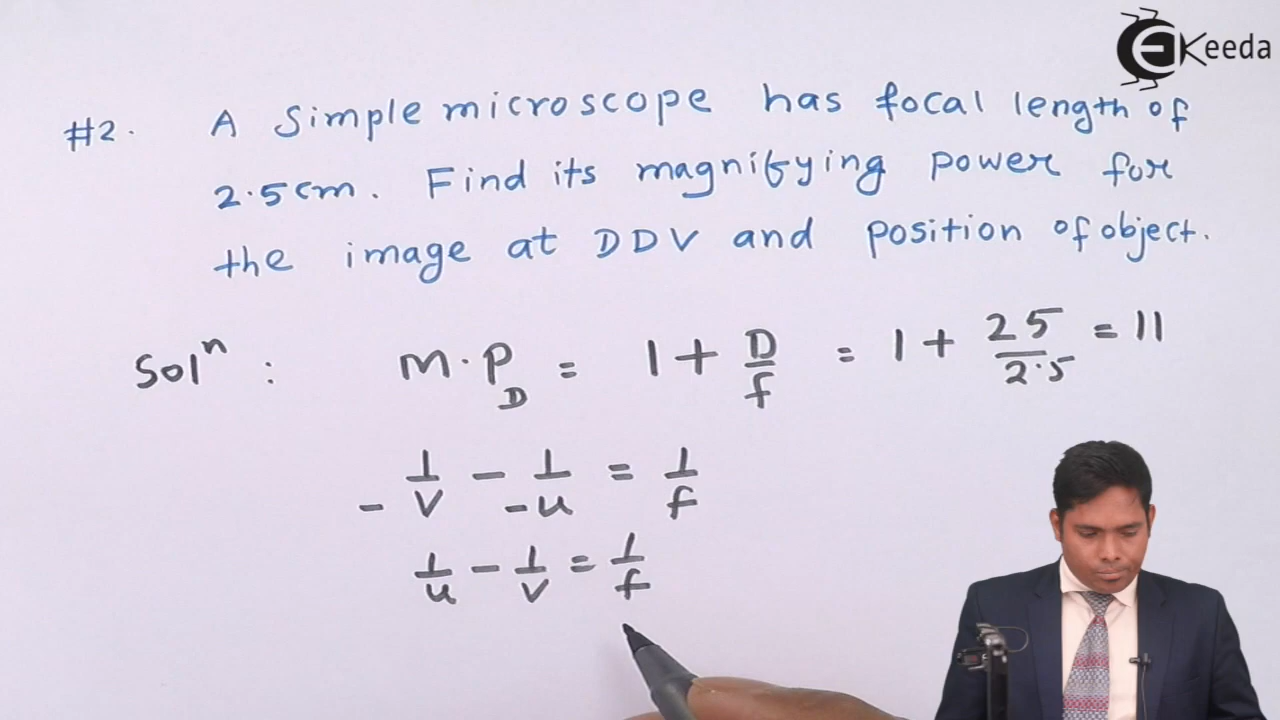 EKeeda
#2. A simple microscope has focal length of
2.5cm. Find its magnifying power for
the image at DDV and position of object.
Solⁿ : M.P_D = 1 + D/f = 1 + 25/2.5 = 11
1/-v - 1/-u = 1/f
1/u - 1/v = 1/f